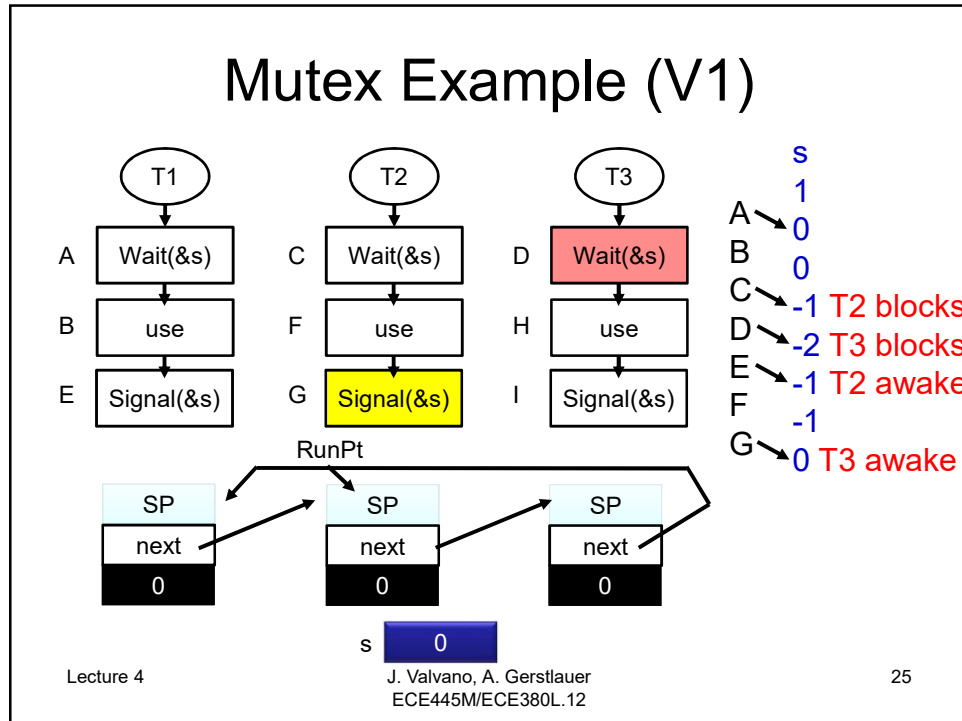 Mutex Example (V1)
T1
T2
T3
A
Wait(&s)
C
Wait(&s)
D
Wait(&s)
B
use
F
use
H
use
E
Signal(&s)
G
Signal(&s)
I
Signal(&s)
s
1
A
0
B
0
C
-1 T2 blocks
D
-2 T3 blocks
E
-1 T2 awake
F
-1
G
0 T3 awake
RunPt
SP
SP
SP
next
next
next
0
0
0
s
0
Lecture 4
J. Valvano, A. Gerstlauer
ECE445M/ECE380L.12
25